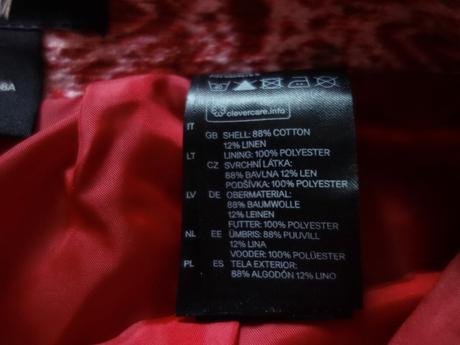 8A
clevercare.info
IT
GB SHELL: 88% COTTON
12% LINEN
LT LINING: 100% POLYESTER
CZ SVRCHNÍ LÁTKA:
88% BAVLNA 12% LEN
PODŠÍVKA: 100% POLYESTER
LV DE OBERMATERIAL:
88% BAUMWOLLE
12% LEINEN
FUTTER: 100% POLYESTER
NL EE ÜMBRIS: 88% PUUVILL
12% LINA
VOODER: 100% POLÜESTER
PL ES TELA EXTERIOR:
88% ALGODÓN 12% LINO